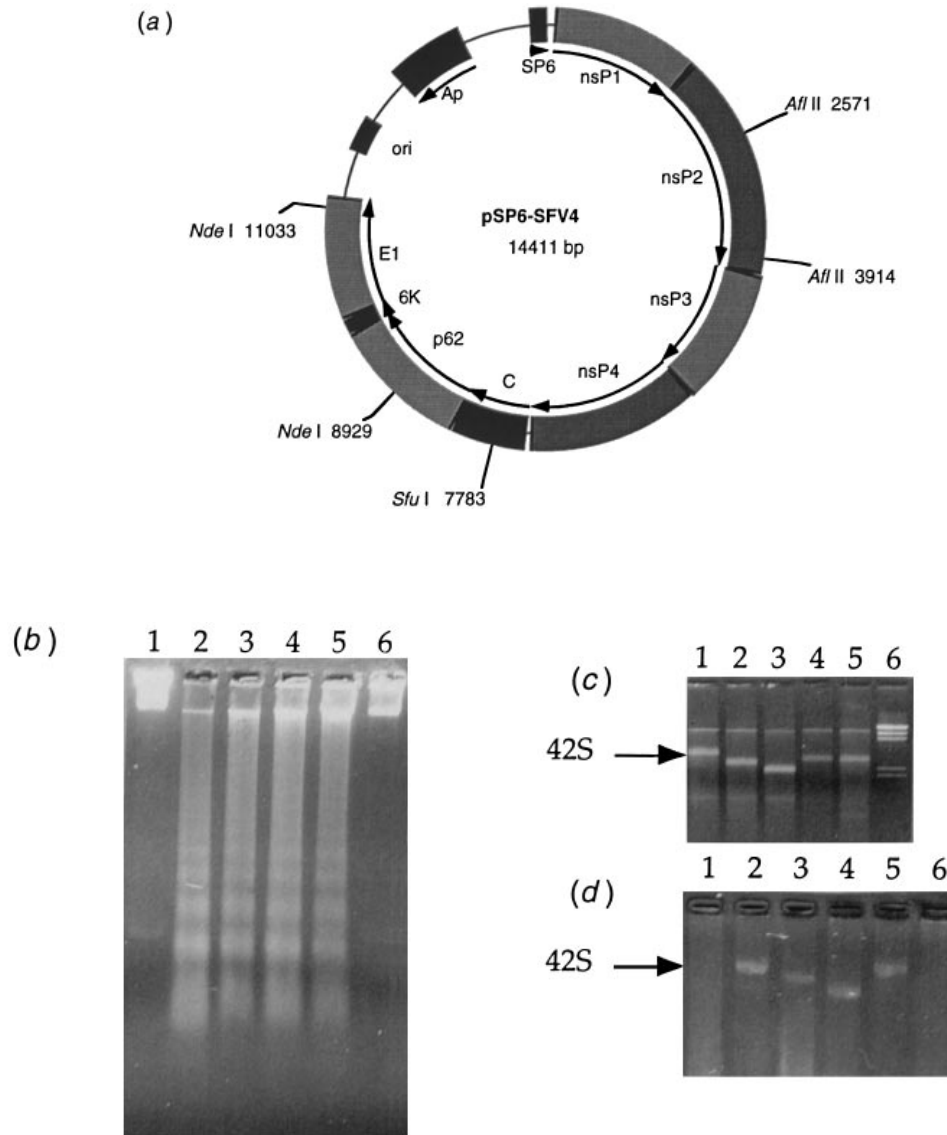 (a)
SP6
nsP1
Ap
Afl II 2571
ori
nsP2
pSP6-SFV4
14411 bp
Nde I 11033
E1
Afl II 3914
6K
nsP3
p62
nsP4
C
Nde I 8929
Sfu I 7783
(b)
1 2 3 4 5 6
(c)
1 2 3 4 5 6
42S
(d)
1 2 3 4 5 6
42S